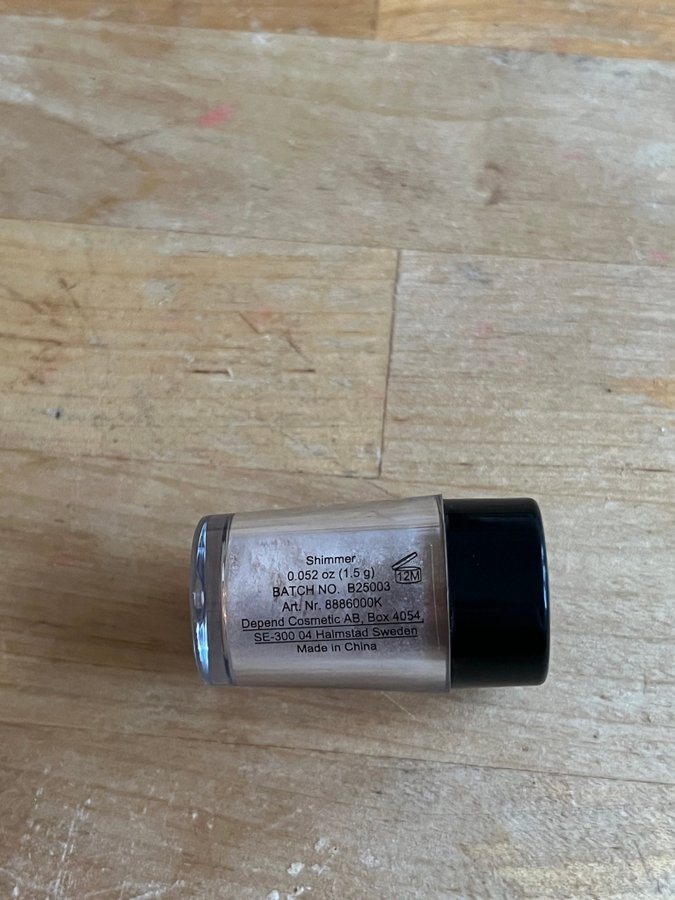 Shimmer
0.052 oz (1.5 g)
12M
BATCH NO. B25003
Art. Nr. 8886000K
Depend Cosmetic AB, Box 4054,
SE-300 04 Halmstad Sweden
Made in China